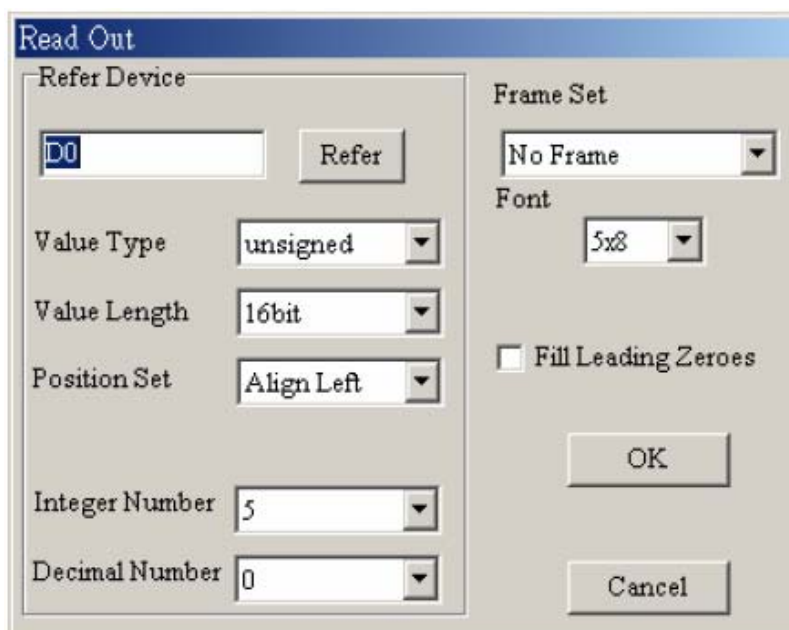 Read Out
Refer Device
D0
Refer
Value Type
unsigned
Value Length
16bit
Position Set
Align Left
Integer Number
5
Decimal Number
0
Frame Set
No Frame
Font
5x8
Fill Leading Zeroes
OK
Cancel